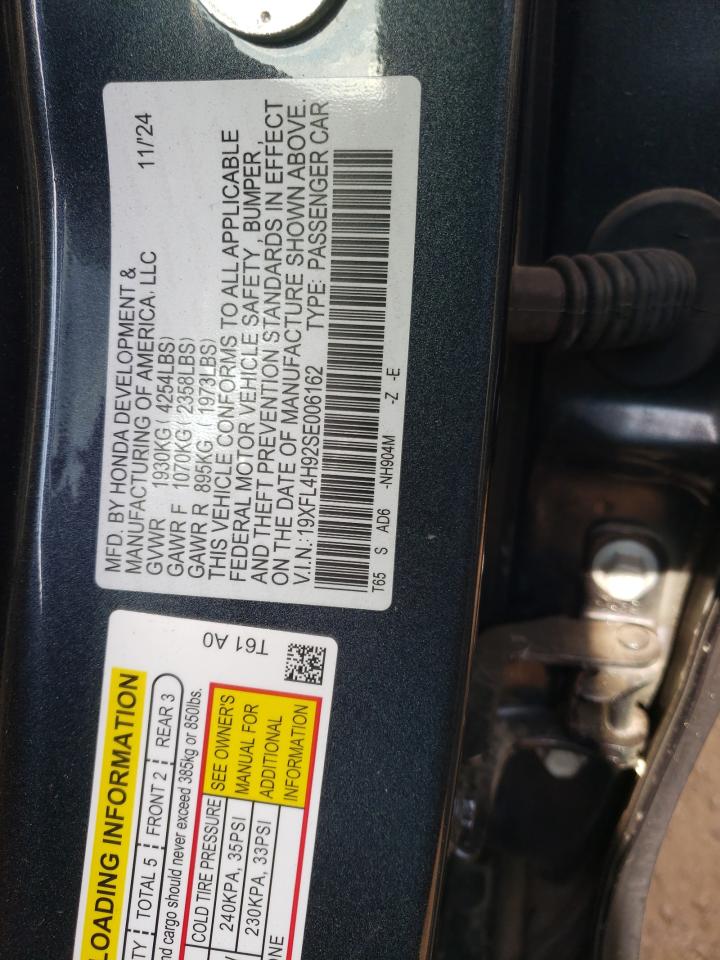 MFD. BY HONDA DEVELOPMENT &
MANUFACTURING OF AMERICA, LLC 11/'24
GVWR 1930KG ( 4254LBS)
GAWR F 1070KG ( 2358LBS)
GAWR R 895KG ( 1973LBS)
THIS VEHICLE CONFORMS TO ALL APPLICABLE
FEDERAL MOTOR VEHICLE SAFETY, BUMPER,
AND THEFT PREVENTION STANDARDS IN EFFECT
ON THE DATE OF MANUFACTURE SHOWN ABOVE.
V.I.N.: 19XFL4H92SE006162 TYPE: PASSENGER CAR
T65 S AD6 -NH904M -Z -E
T61 A0
LOADING INFORMATION
TOTAL 5 FRONT 2 REAR 3
cargo should never exceed 385kg or 850lbs.
COLD TIRE PRESSURE SEE OWNER'S
240KPA, 35PSI MANUAL FOR
230KPA, 33PSI ADDITIONAL
INFORMATION